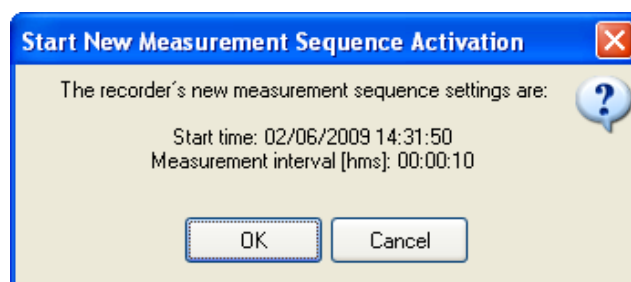 Start New Measurement Sequence Activation
The recorder´s new measurement sequence settings are:
Start time: 02/06/2009 14:31:50
Measurement interval [hms]: 00:00:10
OK
Cancel